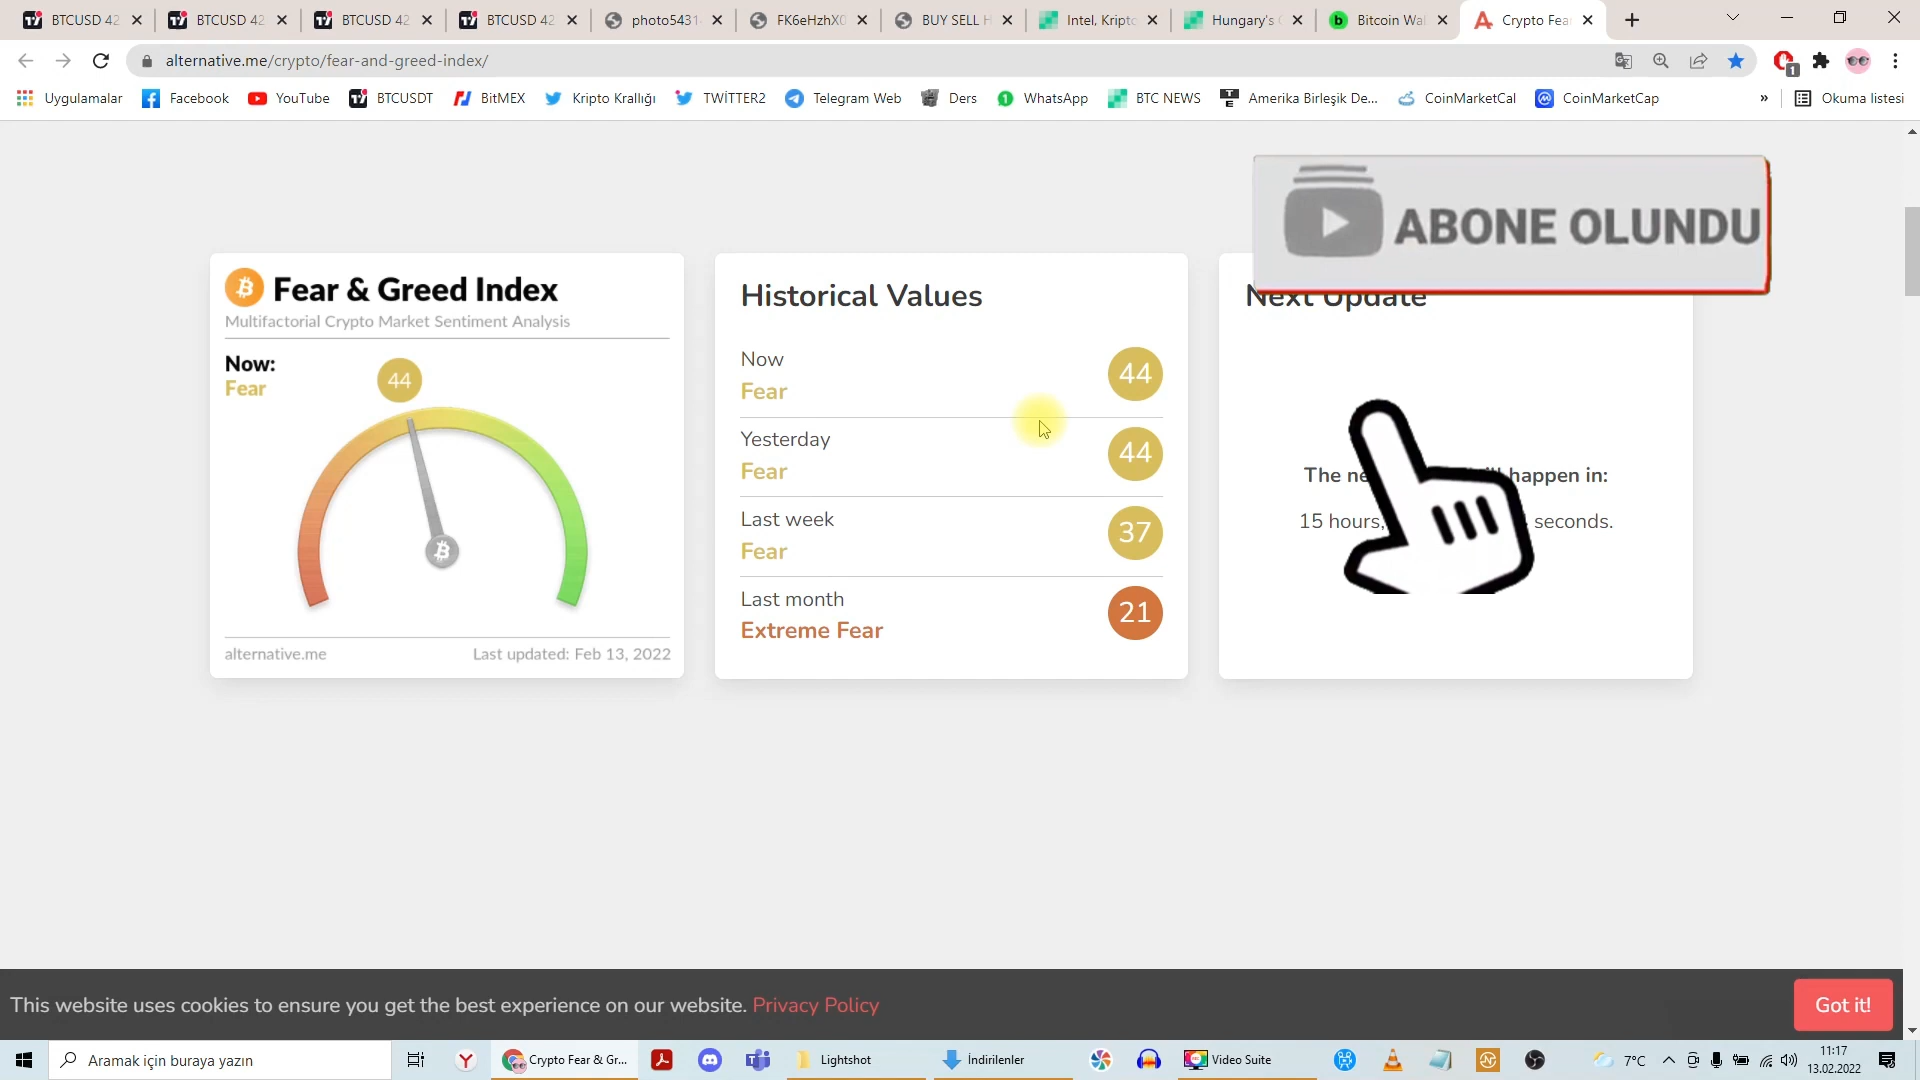 BTCUSD 42
BTCUSD 42
BTCUSD 42
BTCUSD 42
photo5431
FK6eHzhX0
BUY SELL H
Intel, Kripto
Hungary's
Bitcoin Wal
Crypto Fea
alternative.me/crypto/fear-and-greed-index/
1
Uygulamalar
Facebook
YouTube
BTCUSDT
BitMEX
Kripto Krallığı
TWİTTER2
Telegram Web
Ders
WhatsApp
BTC NEWS
Amerika Birleşik De...
CoinMarketCal
CoinMarketCap
»
Okuma listesi
ABONE OLUNDU
Fear & Greed Index
Multifactorial Crypto Market Sentiment Analysis
Now:
Fear
44
alternative.me
Last updated: Feb 13, 2022
Historical Values
Now
Fear
44
Yesterday
Fear
44
Last week
Fear
37
Last month
Extreme Fear
21
Next Update
The happen in:
15 hours, seconds.
This website uses cookies to ensure you get the best experience on our website. Privacy Policy
Got it!
Aramak için buraya yazın
Crypto Fear & Gr...
Lightshot
İndirilenler
Video Suite
7°C
11:17
13.02.2022